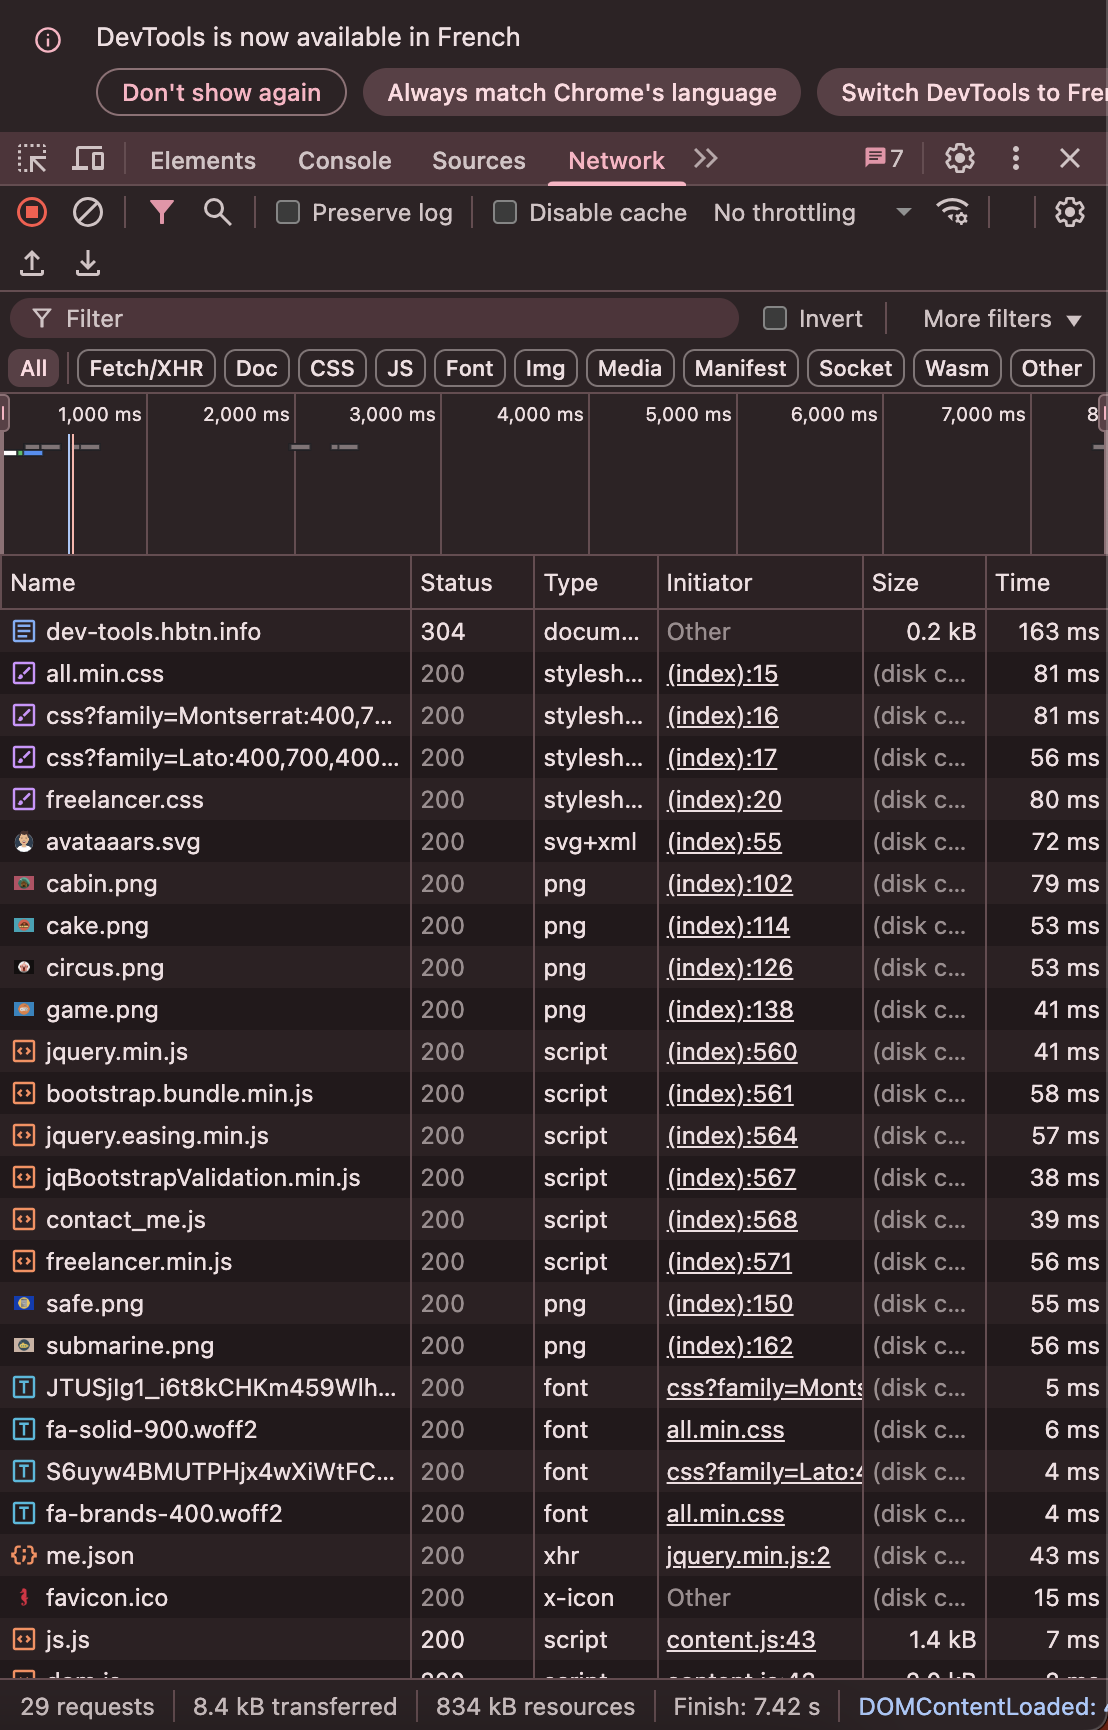 DevTools is now available in French
Don't show again Always match Chrome's language Switch DevTools to Fre
Elements Console Sources Network 7
Preserve log Disable cache No throttling
Filter Invert More filters
All Fetch/XHR Doc CSS JS Font Img Media Manifest Socket Wasm Other
1,000 ms 2,000 ms 3,000 ms 4,000 ms 5,000 ms 6,000 ms 7,000 ms 8
Name Status Type Initiator Size Time
dev-tools.hbtn.info 304 docum... Other 0.2 kB 163 ms
all.min.css 200 stylesh... (index):15 (disk c... 81 ms
css?family=Montserrat:400,7... 200 stylesh... (index):16 (disk c... 81 ms
css?family=Lato:400,700,400... 200 stylesh... (index):17 (disk c... 56 ms
freelancer.css 200 stylesh... (index):20 (disk c... 80 ms
avataaars.svg 200 svg+xml (index):55 (disk c... 72 ms
cabin.png 200 png (index):102 (disk c... 79 ms
cake.png 200 png (index):114 (disk c... 53 ms
circus.png 200 png (index):126 (disk c... 53 ms
game.png 200 png (index):138 (disk c... 41 ms
jquery.min.js 200 script (index):560 (disk c... 41 ms
bootstrap.bundle.min.js 200 script (index):561 (disk c... 58 ms
jquery.easing.min.js 200 script (index):564 (disk c... 57 ms
jqBootstrapValidation.min.js 200 script (index):567 (disk c... 38 ms
contact_me.js 200 script (index):568 (disk c... 39 ms
freelancer.min.js 200 script (index):571 (disk c... 56 ms
safe.png 200 png (index):150 (disk c... 55 ms
submarine.png 200 png (index):162 (disk c... 56 ms
JTUSjIg1_i6t8kCHKm459Wlh... 200 font css?family=Monts (disk c... 5 ms
fa-solid-900.woff2 200 font all.min.css (disk c... 6 ms
S6uyw4BMUTPHjx4wXiWtFC... 200 font css?family=Lato:4 (disk c... 4 ms
fa-brands-400.woff2 200 font all.min.css (disk c... 4 ms
me.json 200 xhr jquery.min.js:2 (disk c... 43 ms
favicon.ico 200 x-icon Other (disk c... 15 ms
js.js 200 script content.js:43 1.4 kB 7 ms
29 requests 8.4 kB transferred 834 kB resources Finish: 7.42 s DOMContentLoaded: